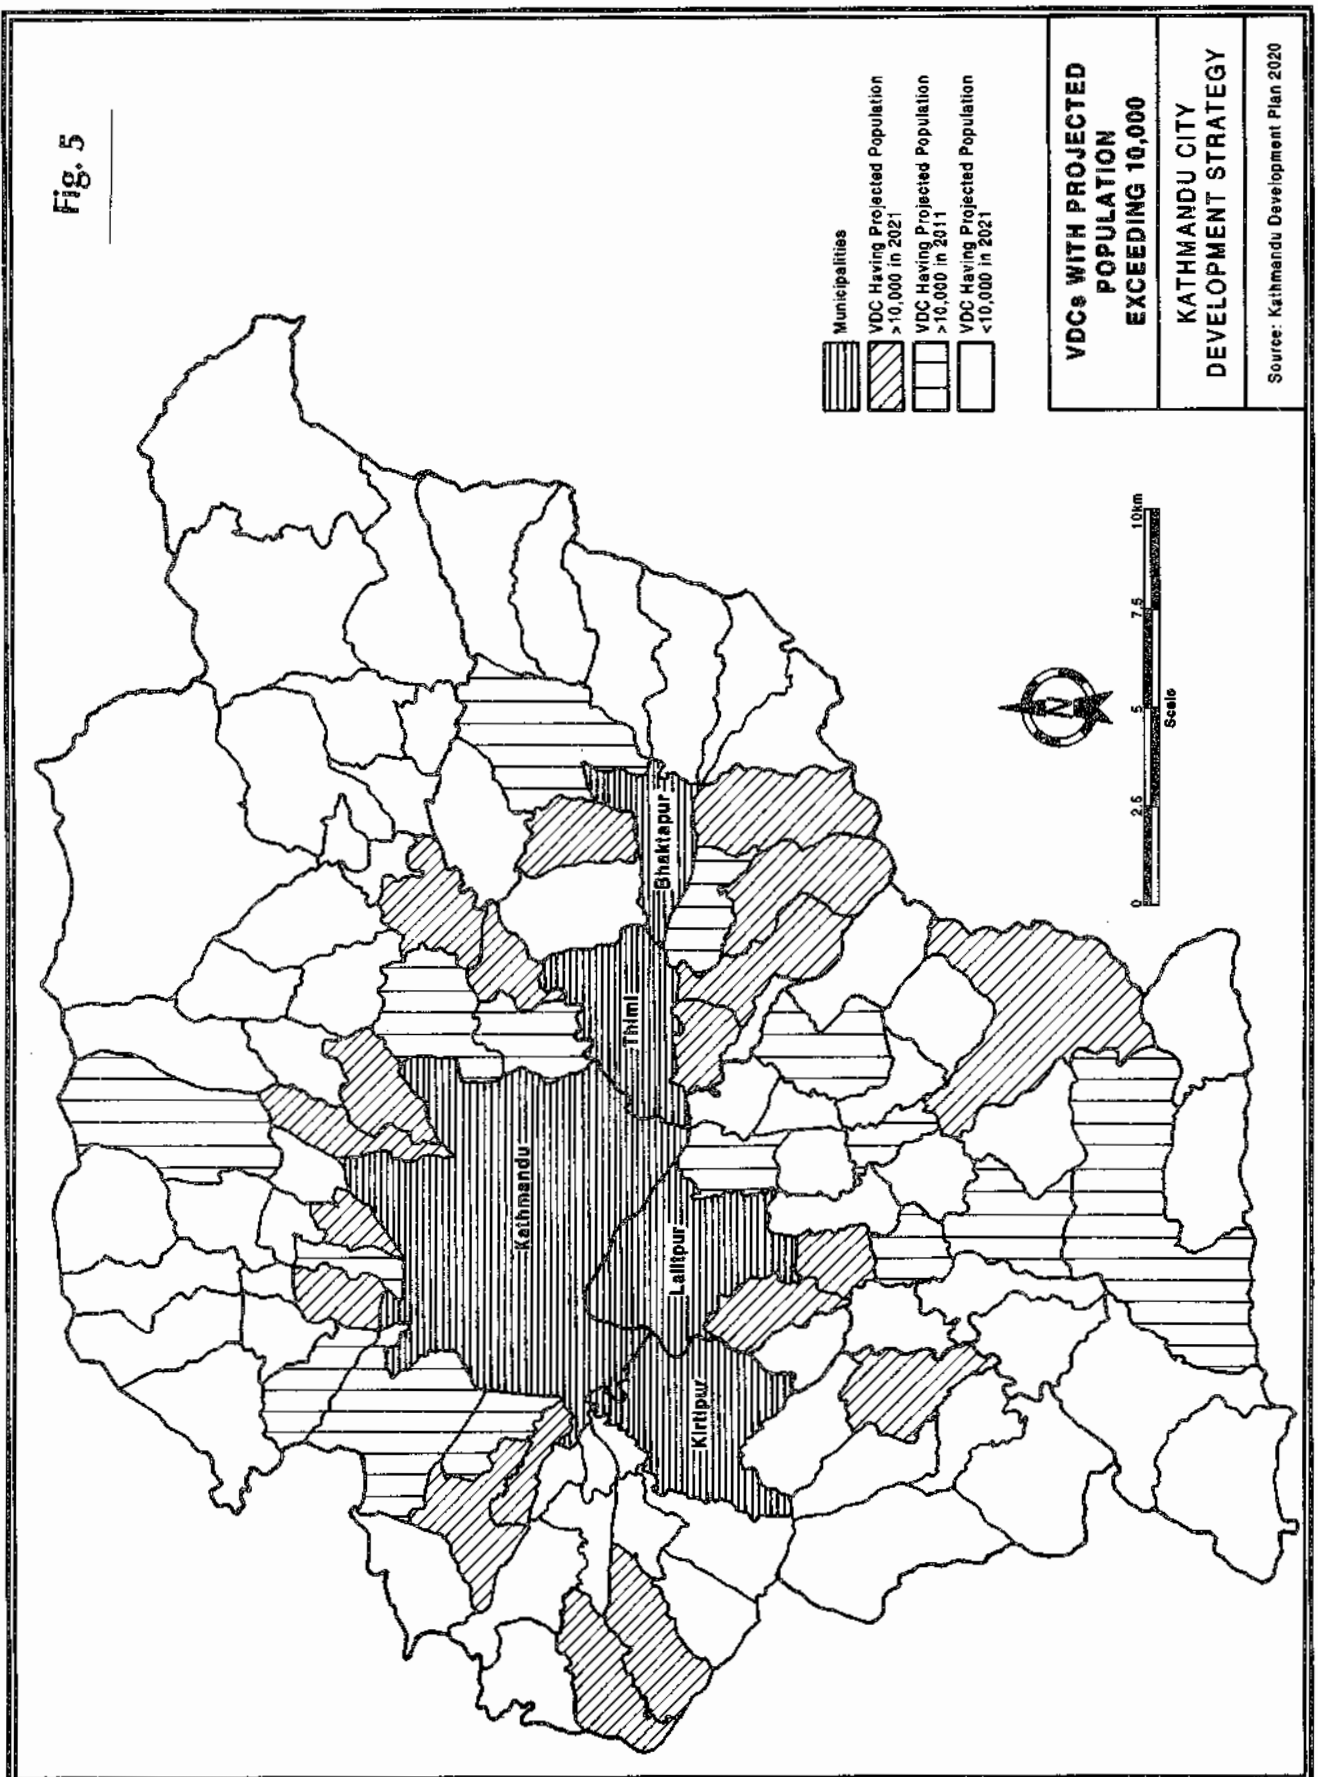 Fig. 5
Municipalities
VDC Having Projected Population
>10,000 in 2021
VDC Having Projected Population
>10,000 in 2011
VDC Having Projected Population
<10,000 in 2021
VDCs WITH PROJECTED
POPULATION
EXCEEDING 10,000
KATHMANDU CITY
DEVELOPMENT STRATEGY
Source: Kathmandu Development Plan 2020
Kathmandu
Thimi
Bhaktapur
Lalitpur
Kirtipur
N
0
2.5
5
7.5
10km
Scale